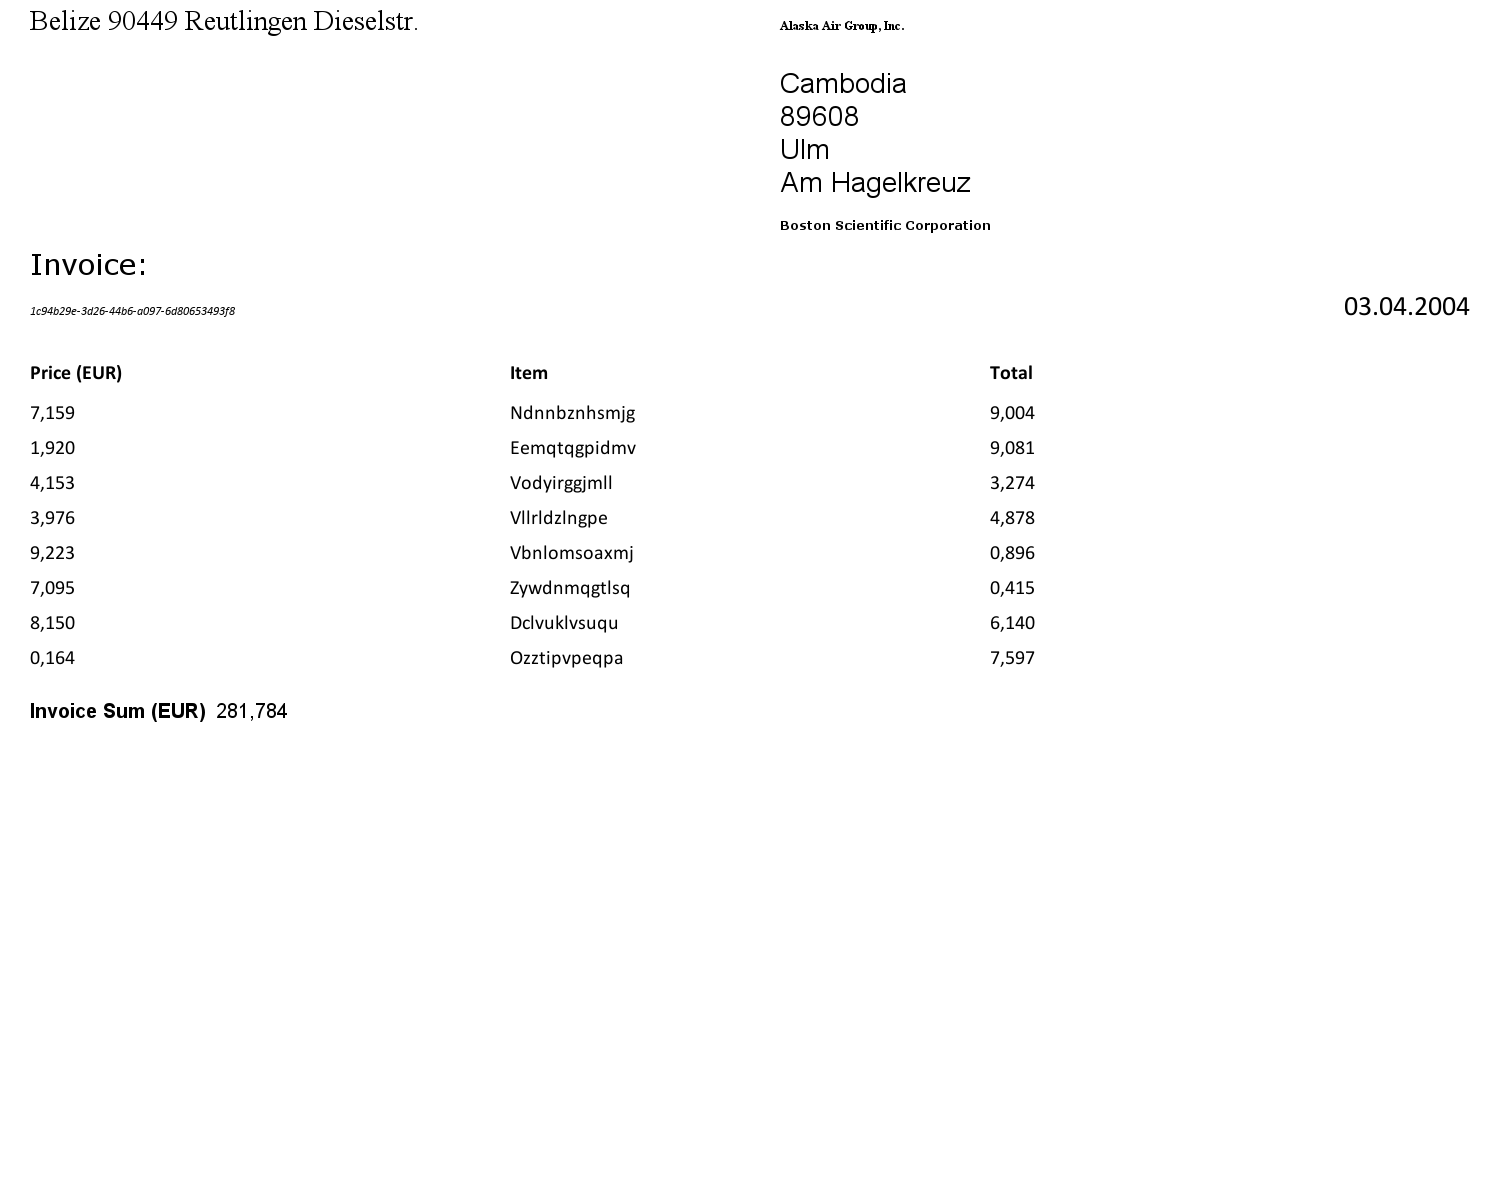 Belize 90449 Reutlingen Dieselstr.
Alaska Air Group, Inc.
Cambodia
89608
Ulm
Am Hagelkreuz
Boston Scientific Corporation
Invoice:
1c94b29e-3d26-44b6-a097-6d80653493f8
03.04.2004
Price (EUR) Item Total
7,159 Ndnnbznhsmjg 9,004
1,920 Eemqtqgpidmv 9,081
4,153 Vodyirggjmll 3,274
3,976 Vllrldzlngpe 4,878
9,223 Vbnlomsoaxmj 0,896
7,095 Zywdnmqgtlsq 0,415
8,150 Dclvuklvsuqu 6,140
0,164 Ozztipvpeqpa 7,597
Invoice Sum (EUR) 281,784